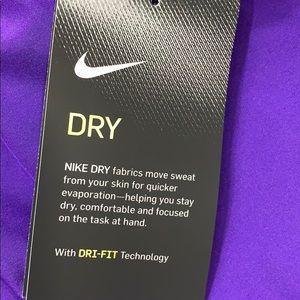 DRY
NIKE DRY fabrics move sweat
from your skin for quicker
evaporation—helping you stay
dry, comfortable and focused
on the task at hand.
With DRI-FIT Technology